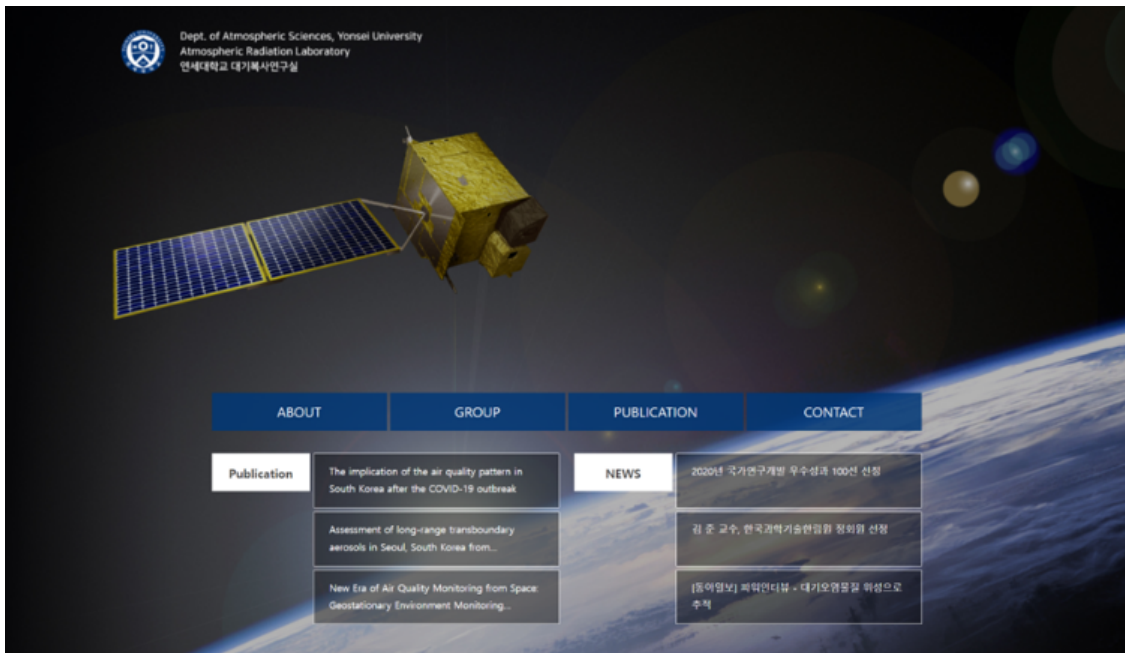 Dept. of Atmospheric Sciences, Yonsei University
Atmospheric Radiation Laboratory
연세대학교 대기복사연구실
ABOUT
GROUP
PUBLICATION
CONTACT
Publication
The implication of the air quality pattern in
South Korea after the COVID-19 outbreak
Assessment of long-range transboundary
aerosols in Seoul, South Korea from...
New Era of Air Quality Monitoring from Space:
Geostationary Environment Monitoring...
NEWS
2020년 국가연구개발 우수성과 100선 선정
김 준 교수, 한국과학기술한림원 정회원 선정
[동아일보] 파워인터뷰 - 대기오염물질 위성으로
추적